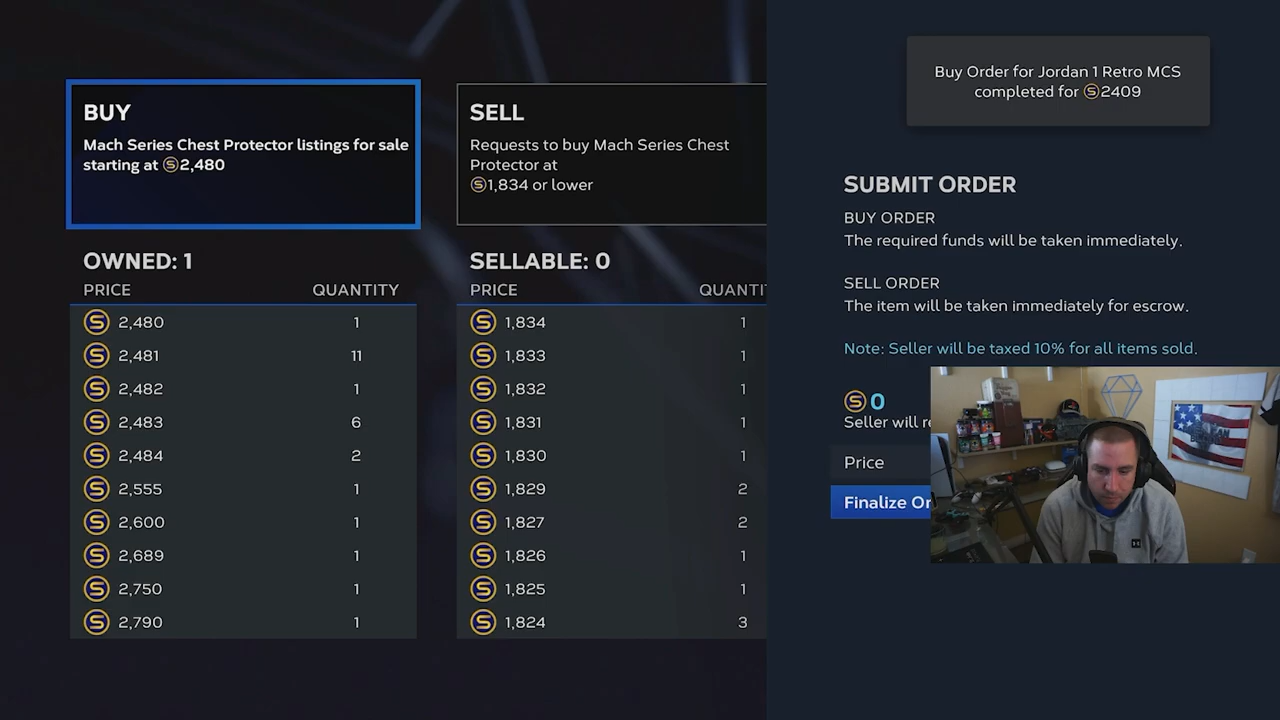 BUY
Mach Series Chest Protector listings for sale
starting at 2,480
OWNED: 1
PRICE QUANTITY
2,480 1
2,481 11
2,482 1
2,483 6
2,484 2
2,555 1
2,600 1
2,689 1
2,750 1
2,790 1
SELL
Requests to buy Mach Series Chest
Protector at
1,834 or lower
SELLABLE: 0
PRICE QUANTIT
1,834 1
1,833 1
1,832 1
1,831 1
1,830 1
1,829 2
1,827 2
1,826 1
1,825 1
1,824 3
Buy Order for Jordan 1 Retro MCS
completed for 2409
SUBMIT ORDER
BUY ORDER
The required funds will be taken immediately.
SELL ORDER
The item will be taken immediately for escrow.
Note: Seller will be taxed 10% for all items sold.
0
Seller will re
Price
Finalize Or